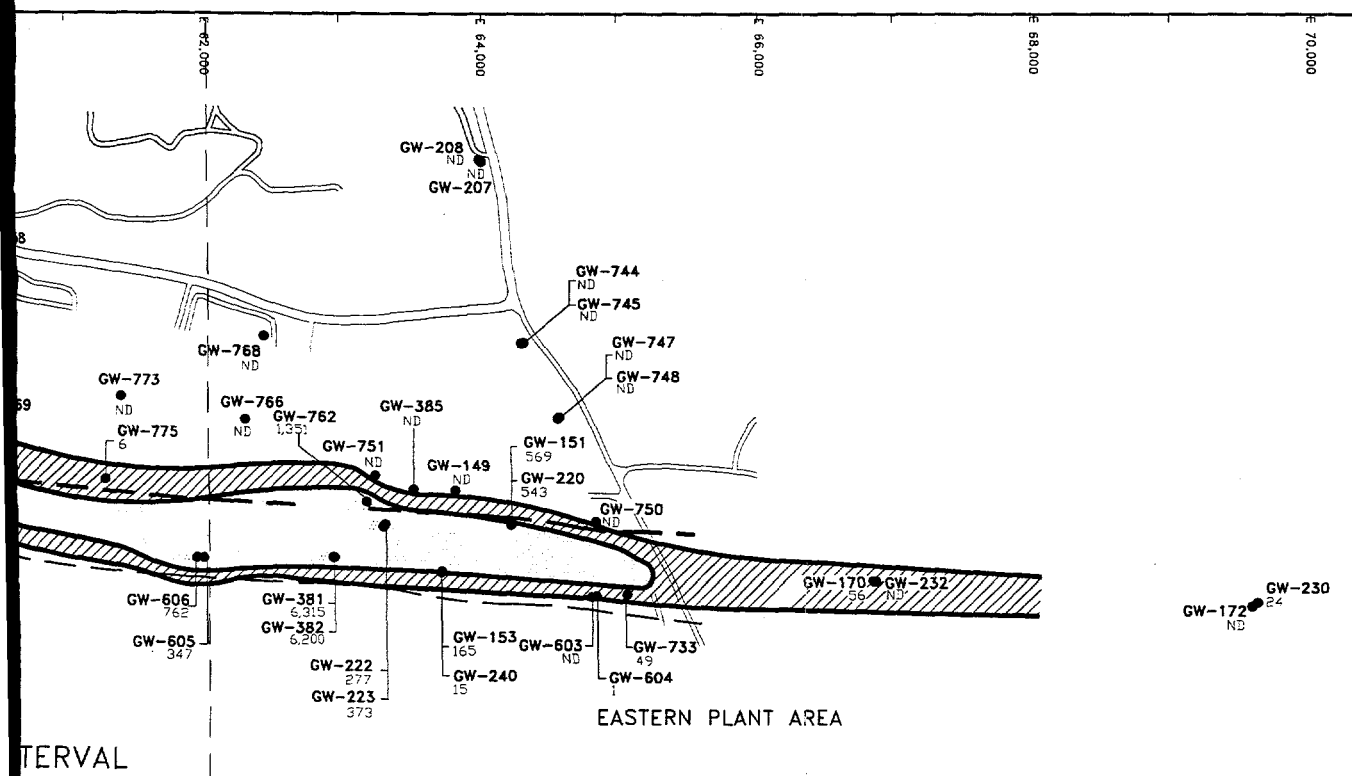 E 62,000
E 64,000
E 66,000
E 68,000
E 70,000
GW-208
ND
ND
GW-207
GW-744
ND
GW-745
ND
GW-747
ND
GW-748
ND
GW-768
ND
GW-773
ND
GW-766
ND
GW-762
1,351
GW-385
ND
GW-775
6
GW-751
ND
GW-149
ND
GW-151
569
GW-220
543
GW-750
ND
GW-170
56
GW-232
ND
GW-230
24
GW-172
ND
GW-606
762
GW-605
347
GW-381
6,315
GW-382
6,200
GW-222
277
GW-223
373
GW-153
165
GW-240
15
GW-603
ND
GW-733
49
GW-604
1
EASTERN PLANT AREA
TERVAL